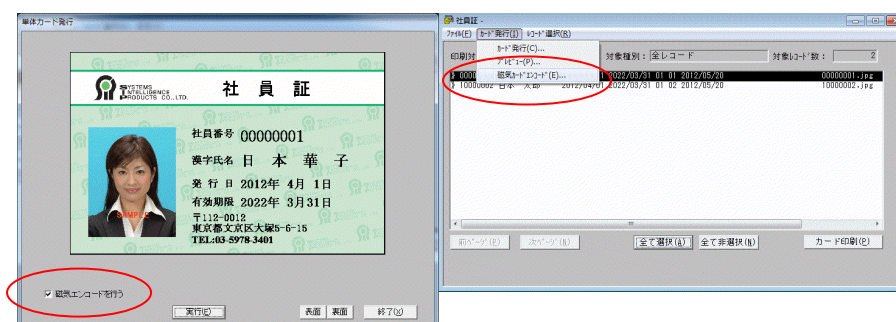 単体カード発行
SYSTEMS
INTELLIGENCE
PRODUCTS CO.,LTD.
社 員 証
社員番号 00000001
漢字氏名 日 本 華 子
発 行 日 2012年 4月 1日
有効期限 2022年 3月31日
〒112-0012
東京都文京区大塚5-6-15
TEL:03-5978-3401
SAMPLE
磁気エンコードを行う
実行(E)
表面
裏面
終了(X)
社員証 -
ファイル(F) カード発行(I) レコード選択(R)
カード発行(C)...
プレビュー(P)...
磁気カードエンコード(E)...
印刷対
対象種別: 全レコード
対象レコード数: 2
2022/03/31 01 01 2012/05/20 00000001.jpg
10000002 日本 太郎 2012/04/01 2022/03/31 01 02 2012/05/20 10000002.jpg
前ページ(P)
次ページ(N)
全て選択(A)
全て非選択(N)
カード印刷(P)